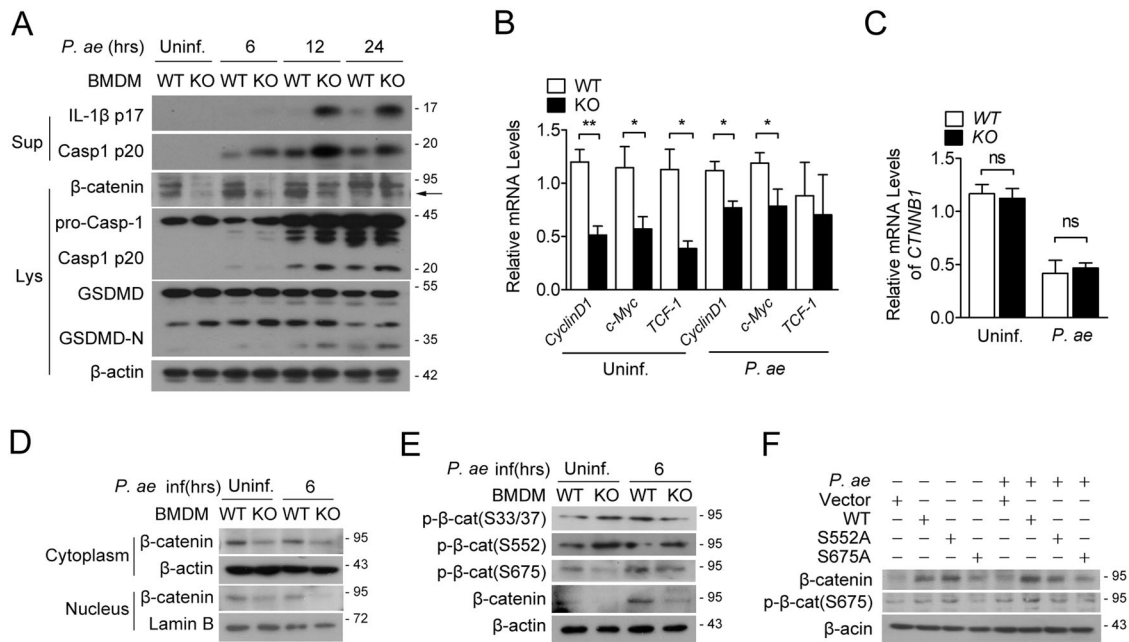 A
P. ae (hrs) Uninf. 6 12 24
BMDM WT KO WT KO WT KO WT KO
Sup
IL-1β p17 - 17
Casp1 p20 - 20
Lys
β-catenin - 95
pro-Casp-1 - 45
Casp1 p20 - 20
GSDMD - 55
GSDMD-N - 35
β-actin - 42
B
WT
KO
Relative mRNA Levels
1.5
1.0
0.5
0.0
** * * * *
CyclinD1 c-Myc TCF-1 CyclinD1 c-Myc TCF-1
Uninf. P. ae
C
WT
KO
Relative mRNA Levels
of CTNNB1
1.5
1.0
0.5
0.0
ns
ns
Uninf. P. ae
D
P. ae inf(hrs) Uninf. 6
BMDM WT KO WT KO
Cytoplasm
β-catenin - 95
β-actin - 43
Nucleus
β-catenin - 95
Lamin B - 72
E
P. ae inf(hrs) Uninf. 6
BMDM WT KO WT KO
p-β-cat(S33/37) - 95
p-β-cat(S552) - 95
p-β-cat(S675) - 95
β-catenin - 95
β-actin - 43
F
P. ae – – – – + + + +
Vector + – – – + – – –
WT – + – – – + – –
S552A – – + – – – + –
S675A – – – + – – – +
β-catenin - 95
p-β-cat(S675) - 95
β-acin - 43